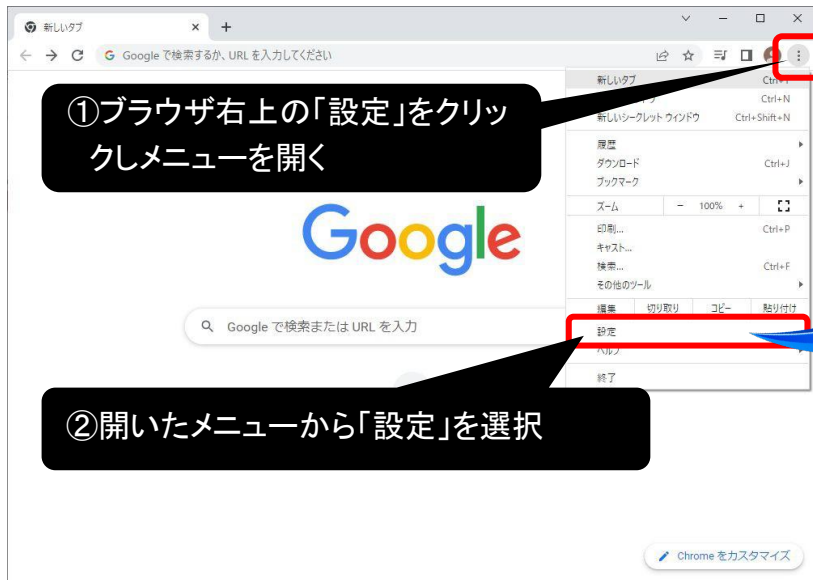 新しいタブ
Google で検索するか、URL を入力してください
新しいタブ
①ブラウザ右上の「設定」をクリッ
クしメニューを開く
Ctrl+N
新しいシークレット ウィンドウ Ctrl+Shift+N
履歴
ダウンロード Ctrl+J
ブックマーク
ズーム - 100% +
印刷... Ctrl+P
キャスト...
検索... Ctrl+F
その他のツール
編集 切り取り コピー 貼り付け
設定
ヘルプ
終了
Google
Google で検索または URL を入力
②開いたメニューから「設定」を選択
Chrome をカスタマイズ